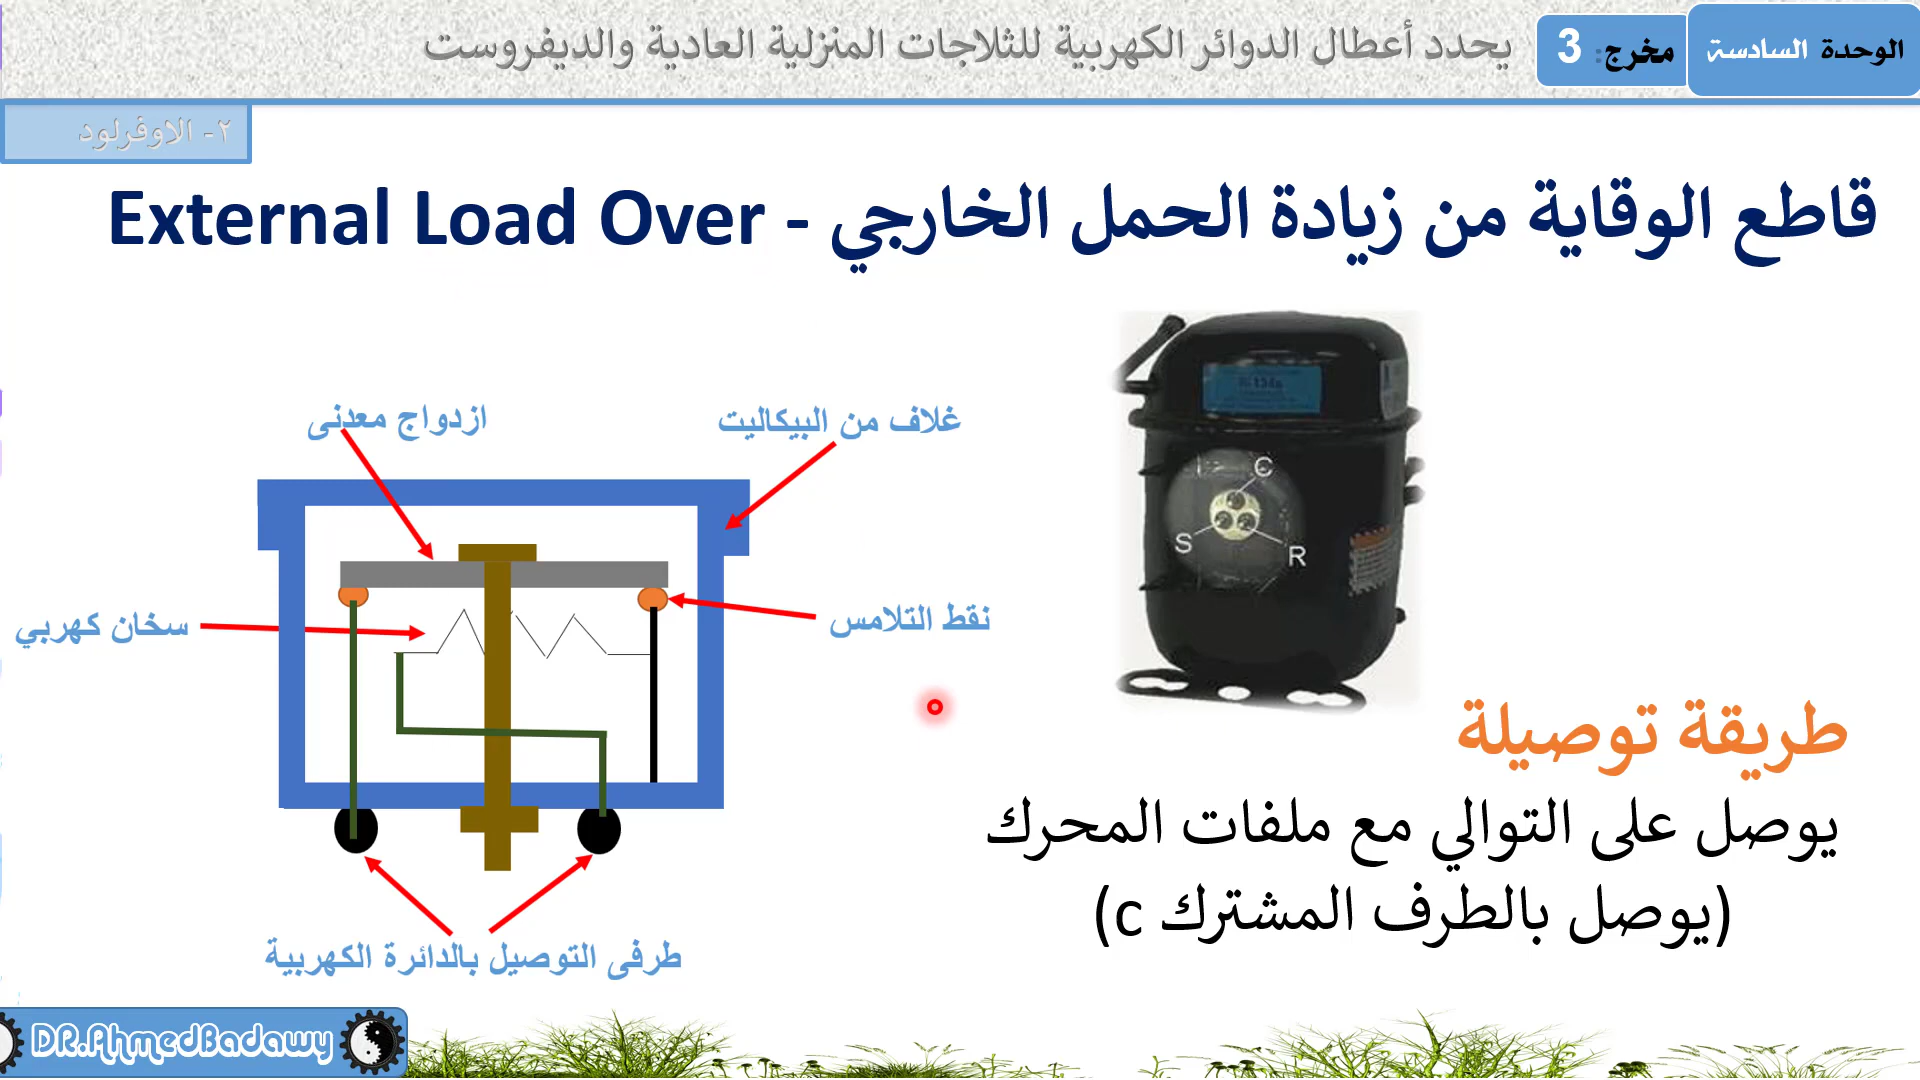 الوحدة السادسة
مخرج: 3
يحدد أعطال الدوائر الكهربية للثلاجات المنزلية العادية والديفروست
٢- الاوفرلود
قاطع الوقاية من زيادة الحمل الخارجي - External Load Over
غلاف من البيكاليت
ازدواج معدنى
نقط التلامس
سخان كهربي
طرفى التوصيل بالدائرة الكهربية
C
S
R
طريقة توصيلة
يوصل على التوالي مع ملفات المحرك
(يوصل بالطرف المشترك c)
DR.AhmedBadawy